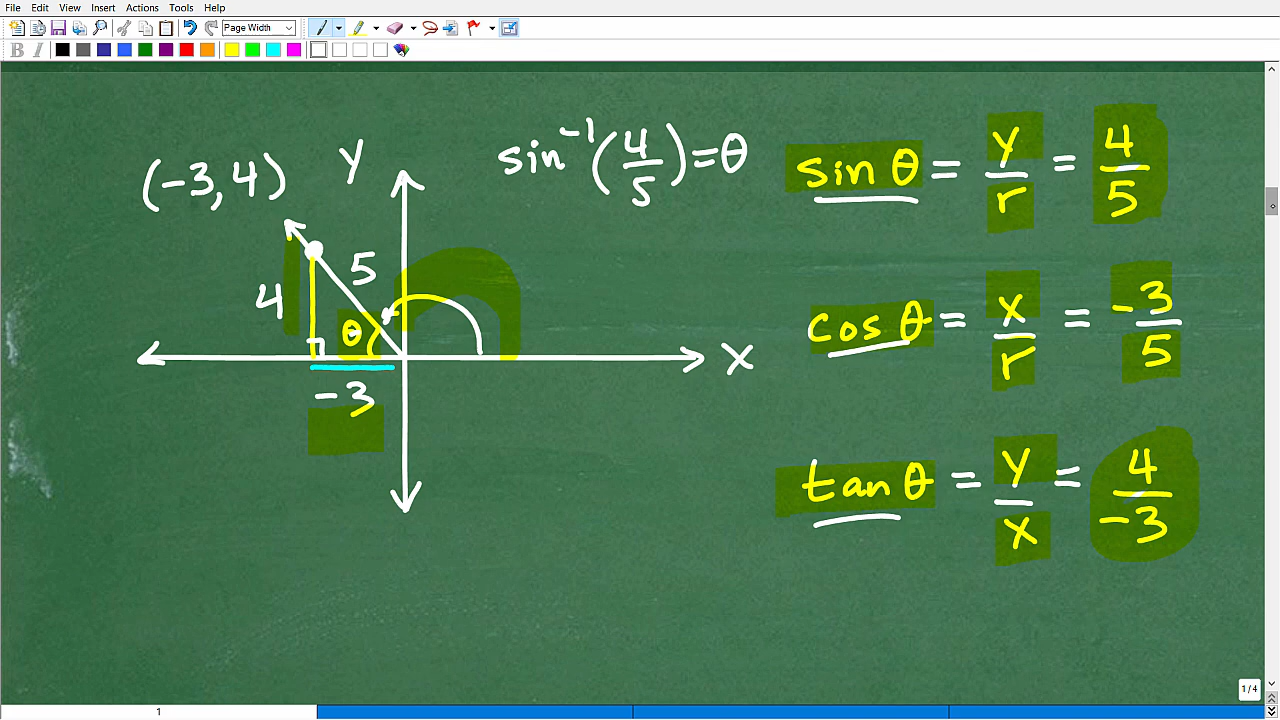 File Edit View Insert Actions Tools Help
Page Width
B I
(-3,4) y sin⁻¹(4/5)=θ sin θ = y/r = 4/5
4 5 θ x
-3
cos θ = x/r = -3/5
tan θ = y/x = 4/-3
1/4
1